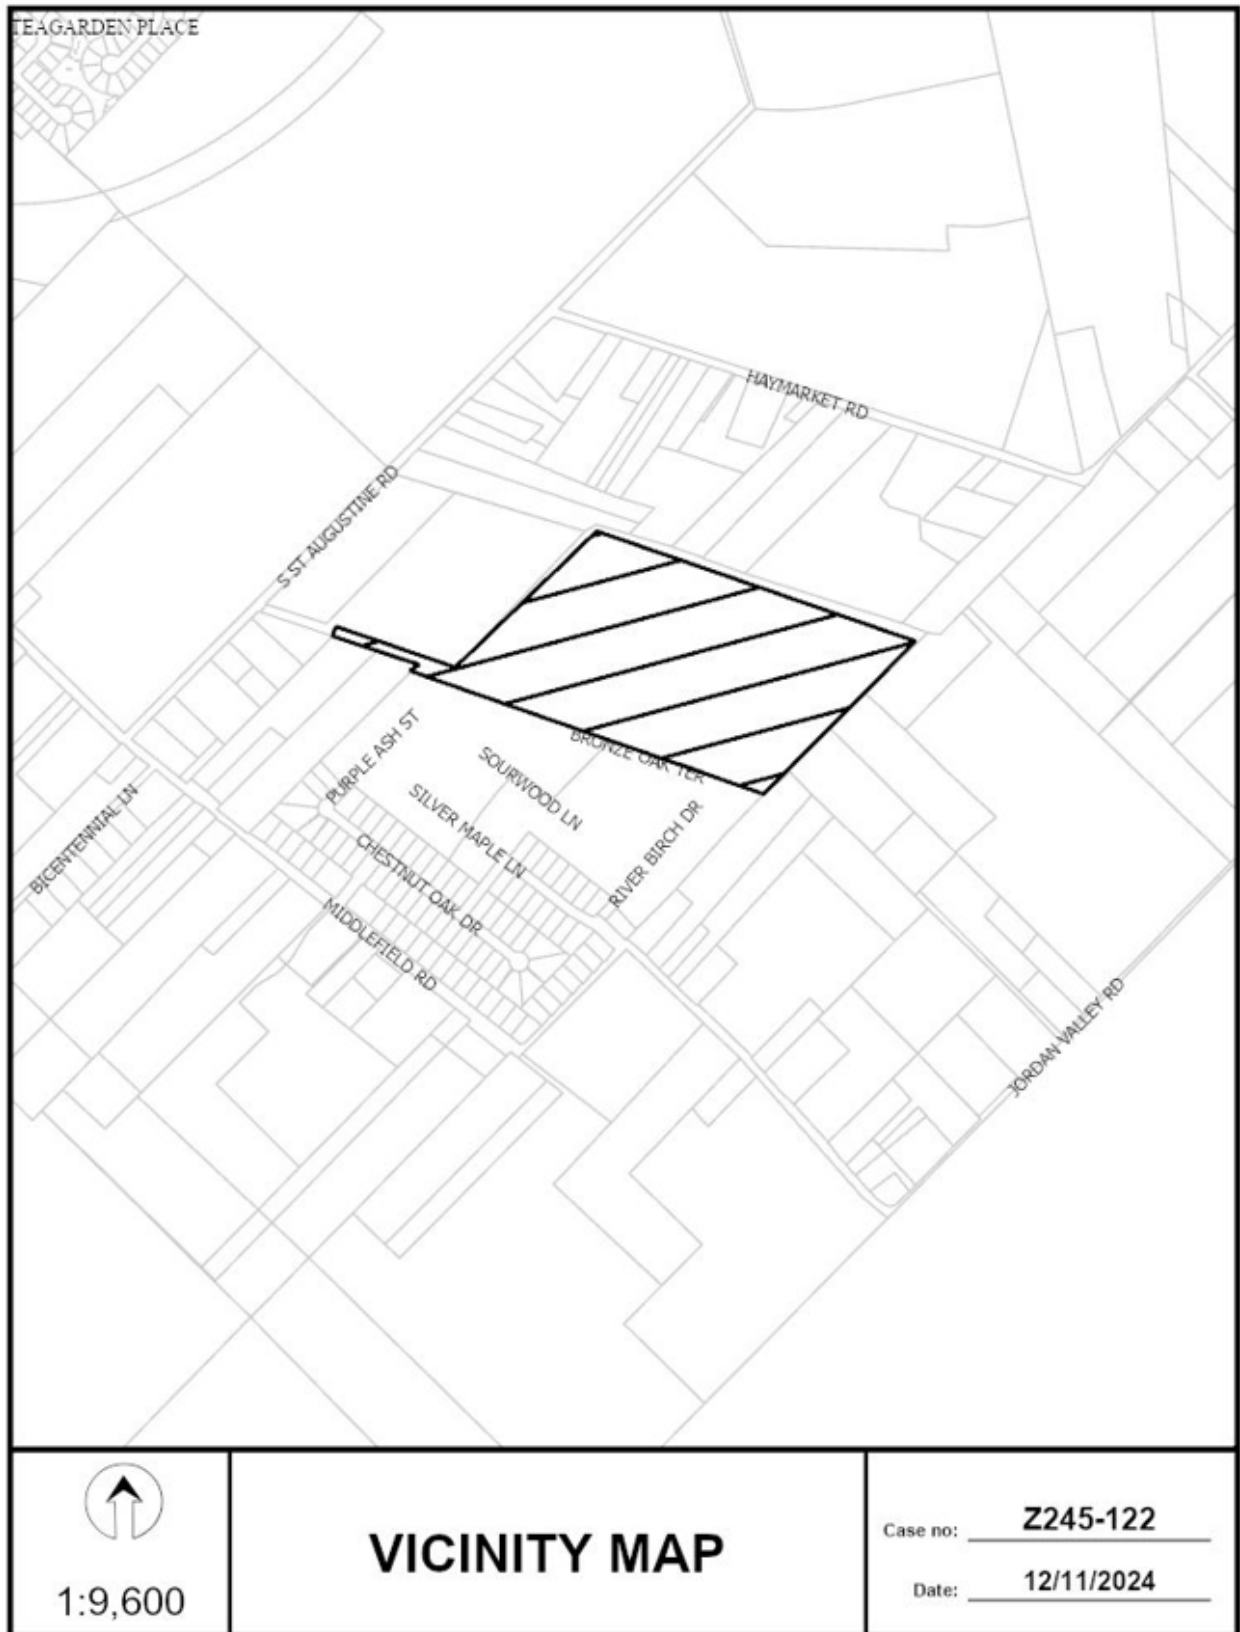 TEAGARDEN PLACE
HAYMARKET RD
S ST AUGUSTINE RD
BRONZE OAK TER
PURPLE ASH ST
SOURWOOD LN
SILVER MAPLE LN
RIVER BIRCH DR
BICENTENNIAL LN
CHESTNUT OAK DR
MIDDLEFIELD RD
JORDAN VALLEY RD
1:9,600
VICINITY MAP
Case no: Z245-122
Date: 12/11/2024